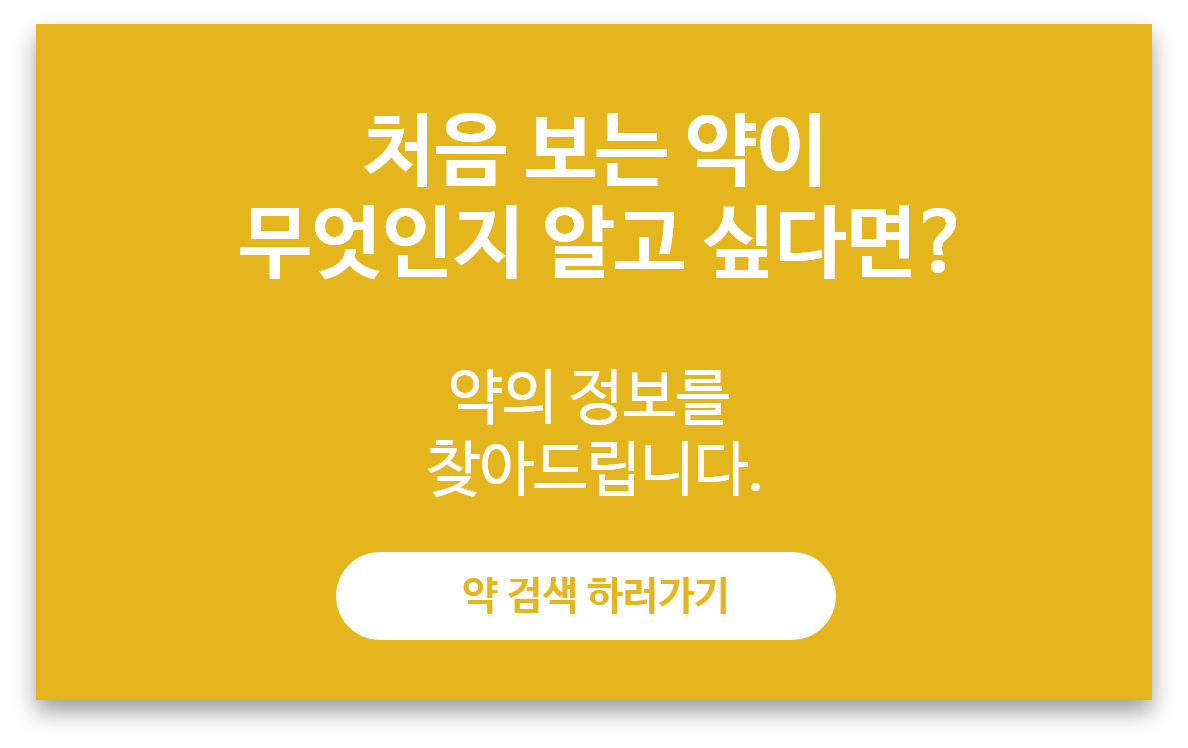 처음 보는 약이
무엇인지 알고 싶다면?
약의 정보를
찾아드립니다.
약 검색 하러가기